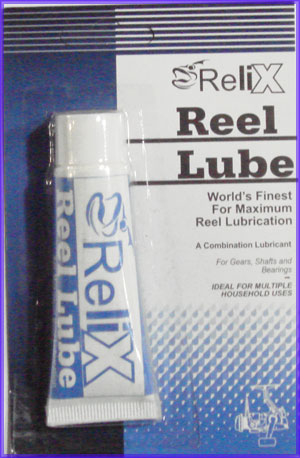 ReliX
Reel
Lube
World's Finest
For Maximum
Reel Lubrication
A Combination Lubricant
For Gears, Shafts and
Bearings
IDEAL FOR MULTIPLE
HOUSEHOLD USES
ReliX
Reel Lube